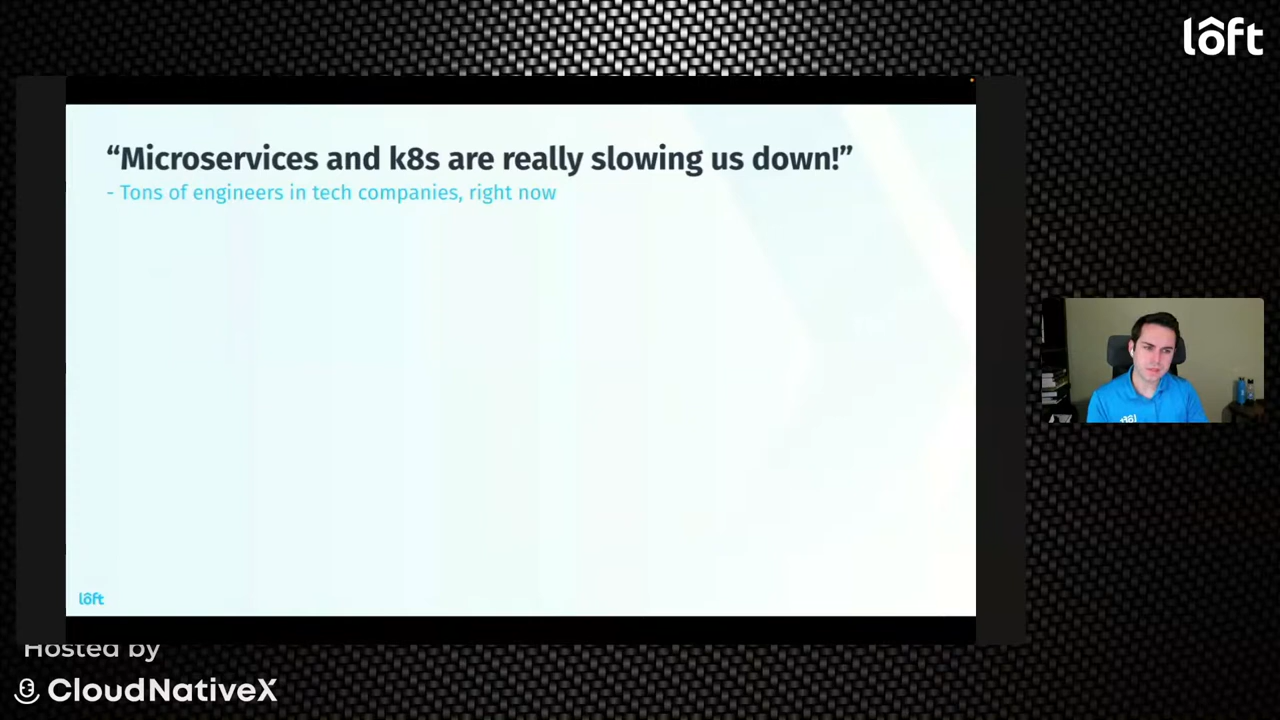 lôft
“Microservices and k8s are really slowing us down!”
- Tons of engineers in tech companies, right now
lôft
Hosted by
CloudNativeX